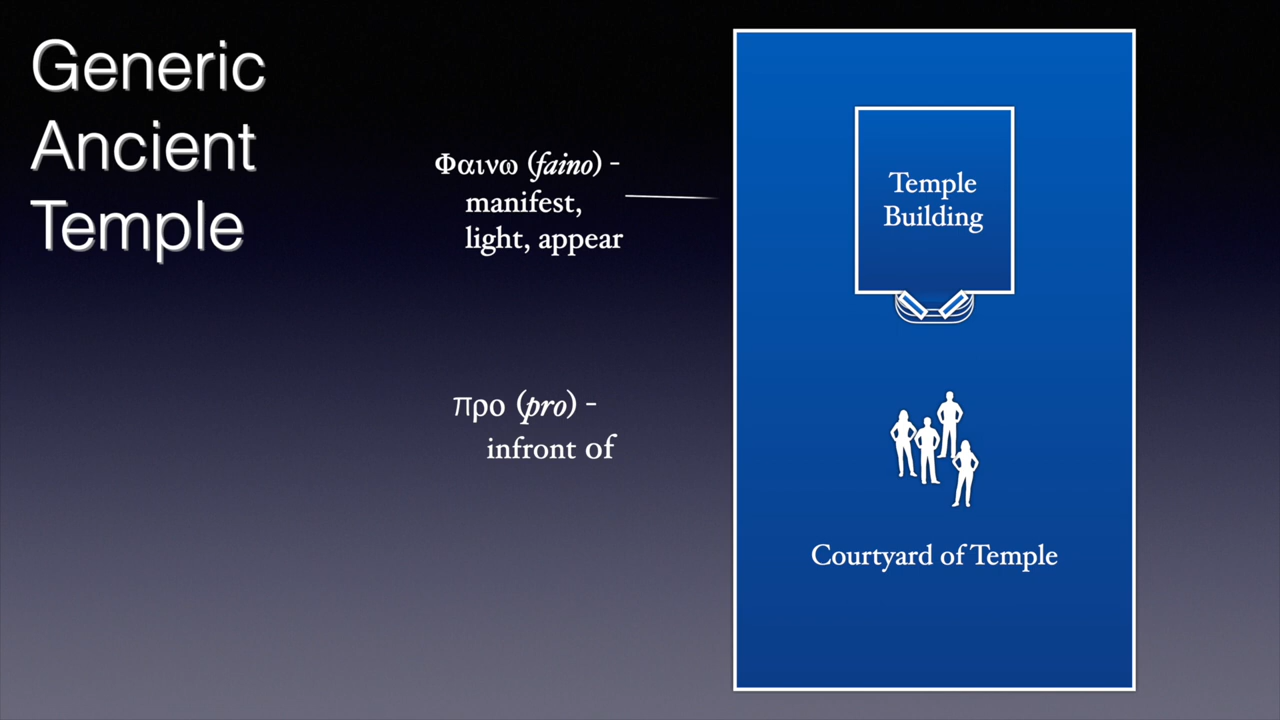 Generic
Ancient
Temple
Φαινω (faino) -
manifest,
light, appear
προ (pro) -
infront of
Temple
Building
Courtyard of Temple